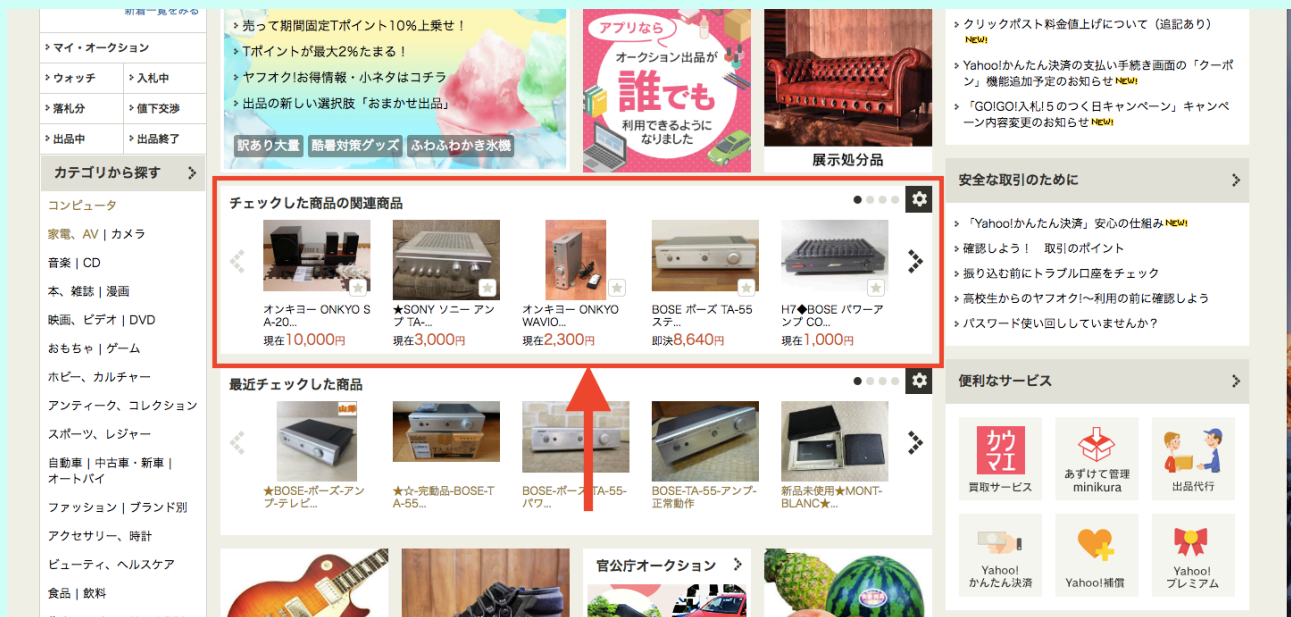 新着一覧をみる
マイ・オークション
ウォッチ
入札中
落札分
値下交渉
出品中
出品終了
カテゴリから探す
コンピュータ
家電、AV | カメラ
音楽 | CD
本、雑誌 | 漫画
映画、ビデオ | DVD
おもちゃ | ゲーム
ホビー、カルチャー
アンティーク、コレクション
スポーツ、レジャー
自動車 | 中古車・新車 |
オートバイ
ファッション | ブランド別
アクセサリー、時計
ビューティ、ヘルスケア
食品 | 飲料
売って期間固定Tポイント10%上乗せ！
Tポイントが最大2%たまる！
ヤフオク!お得情報・小ネタはコチラ
出品の新しい選択肢「おまかせ出品」
訳あり大量 酷暑対策グッズ ふわふわかき氷機
アプリなら
オークション出品が
誰でも
利用できるように
なりました
展示処分品
チェックした商品の関連商品
オンキヨー ONKYO S
A-20...
現在10,000円
★SONY ソニー アン
プ TA-...
現在3,000円
オンキヨー ONKYO
WAVIO...
現在2,300円
BOSE ボーズ TA-55
ステ...
即決8,640円
H7◆BOSE パワーア
ンプ CO...
現在1,000円
最近チェックした商品
★BOSE-ボーズ-アン
プ-テレビ...
★☆-完動品-BOSE-T
A-55...
BOSE-ボーズ-TA-55-
パワ...
BOSE-TA-55-アンプ-
正常動作
新品未使用★MONT-
BLANC★...
官公庁オークション
クリックポスト料金値上げについて（追記あり）
NEW!
Yahoo!かんたん決済の支払い手続き画面の「クーポ
ン」機能追加予定のお知らせNEW!
「GO!GO!入札!５のつく日キャンペーン」キャンペ
ーン内容変更のお知らせNEW!
安全な取引のために
「Yahoo!かんたん決済」安心の仕組みNEW!
確認しよう！　取引のポイント
振り込む前にトラブル口座をチェック
高校生からのヤフオク!～利用の前に確認しよう
パスワード使い回ししていませんか？
便利なサービス
カウ
マエ
買取サービス
あずけて管理
minikura
出品代行
Yahoo!
かんたん決済
Yahoo!補償
Yahoo!
プレミアム